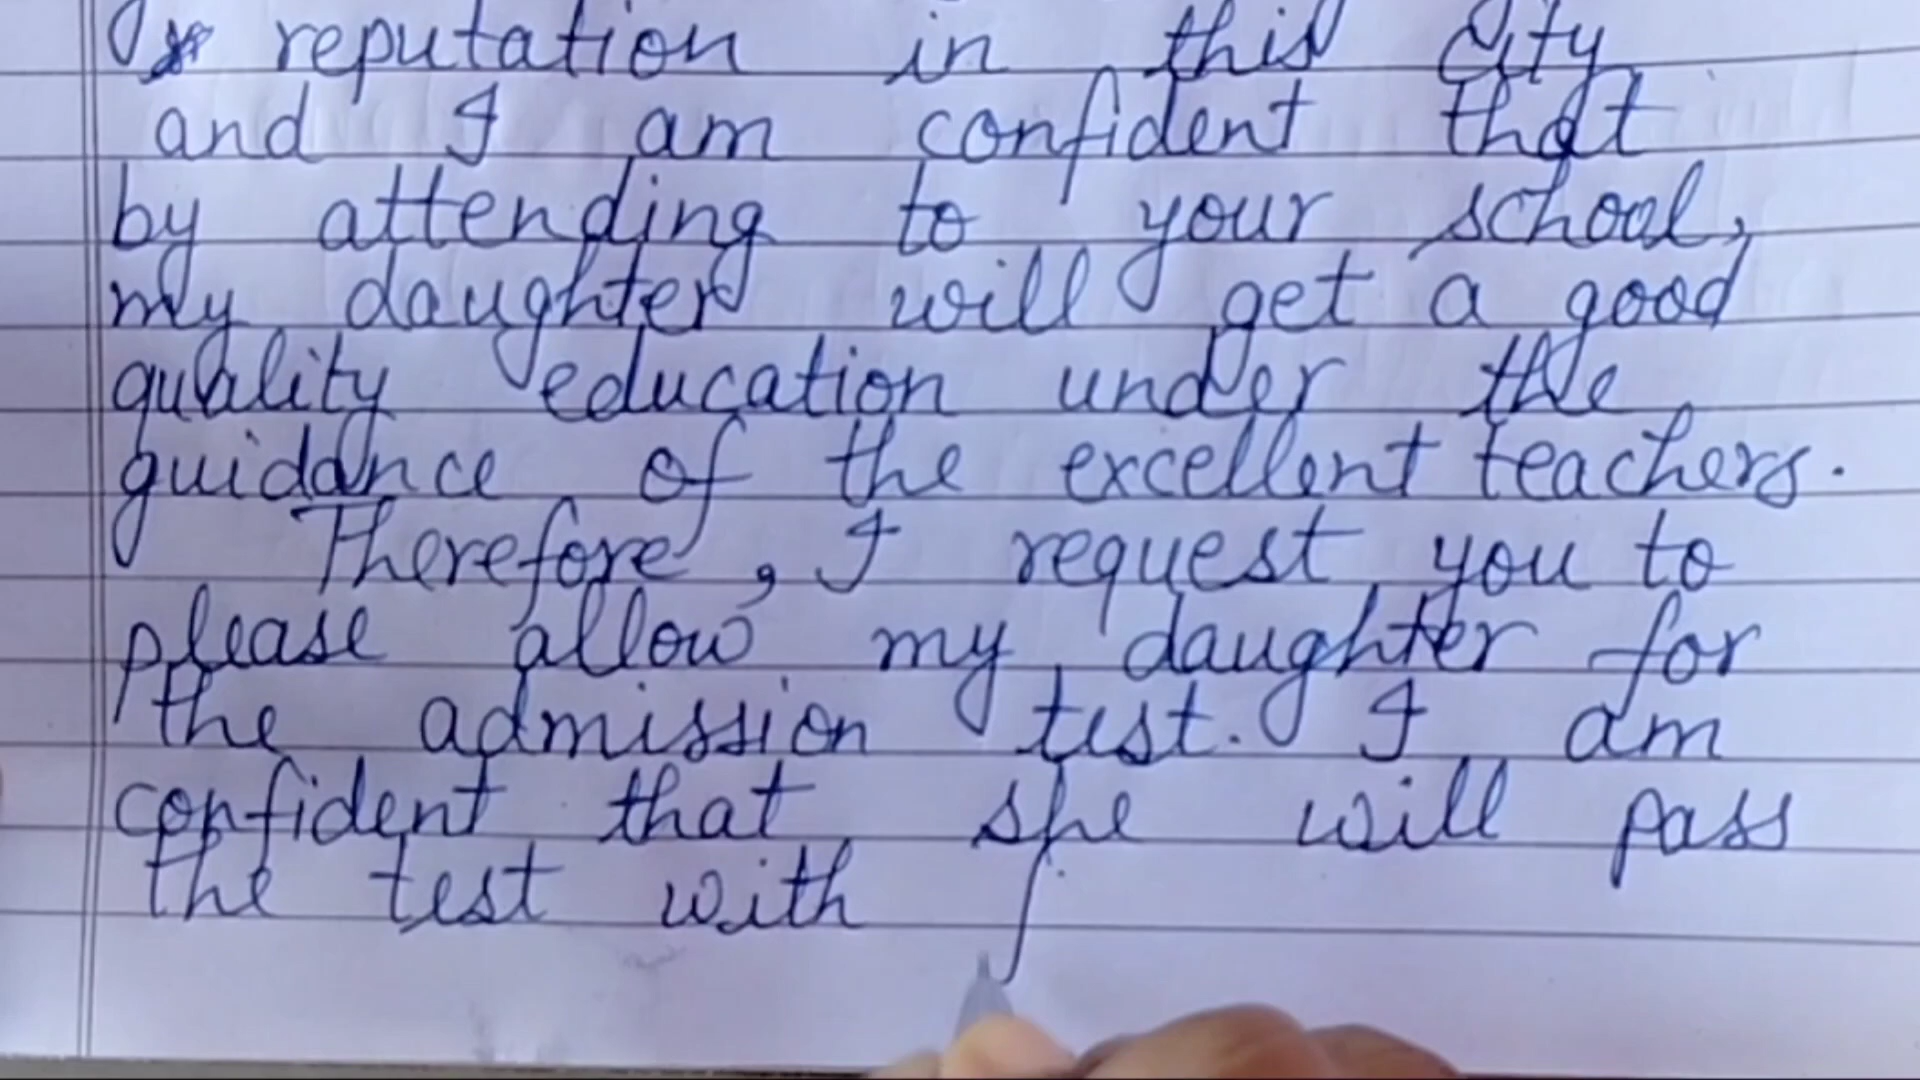 reputation in this city
and I am confident that
by attending to your school,
my daughter will get a good
quality education under the
guidance of the excellent teachers.
Therefore, I request you to
please allow my daughter for
the admission test. I am
confident that she will pass
the test with